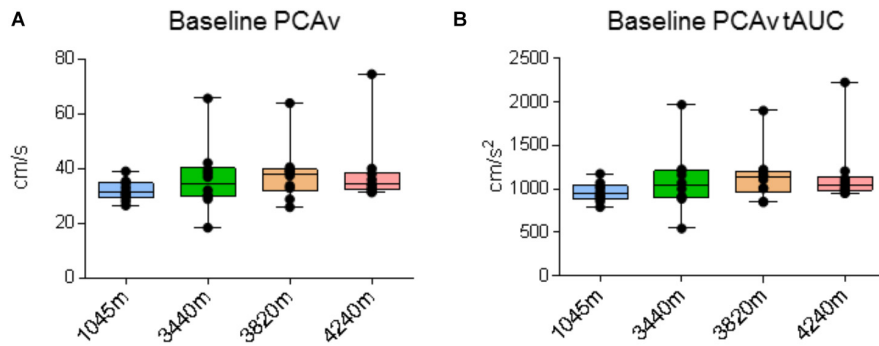 A
Baseline PCAv
cm/s
80
60
40
20
0
1045m
3440m
3820m
4240m
B
Baseline PCAv tAUC
cm/s²
2500
2000
1500
1000
500
0
1045m
3440m
3820m
4240m